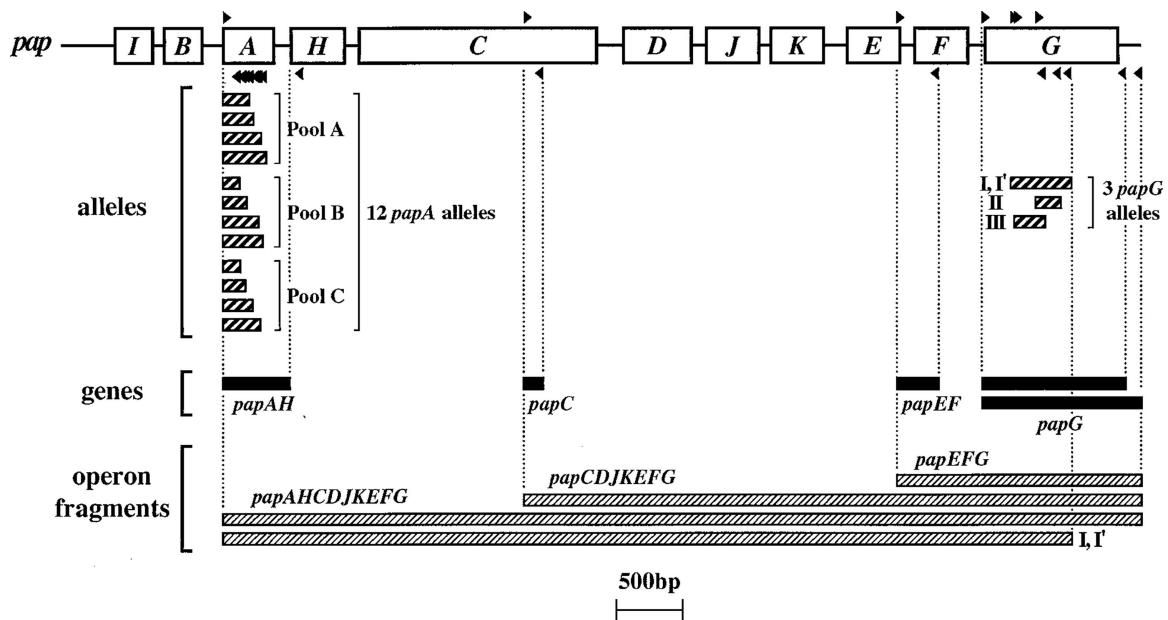 pap I B A H C D J K E F G
alleles
Pool A
Pool B
Pool C
12 papA alleles
I, I'
II
III
3 papG
alleles
genes
papAH
papC
papEF
papG
operon
fragments
papEFG
papCDJKEFG
papAHCDJKEFG
I, I'
500bp